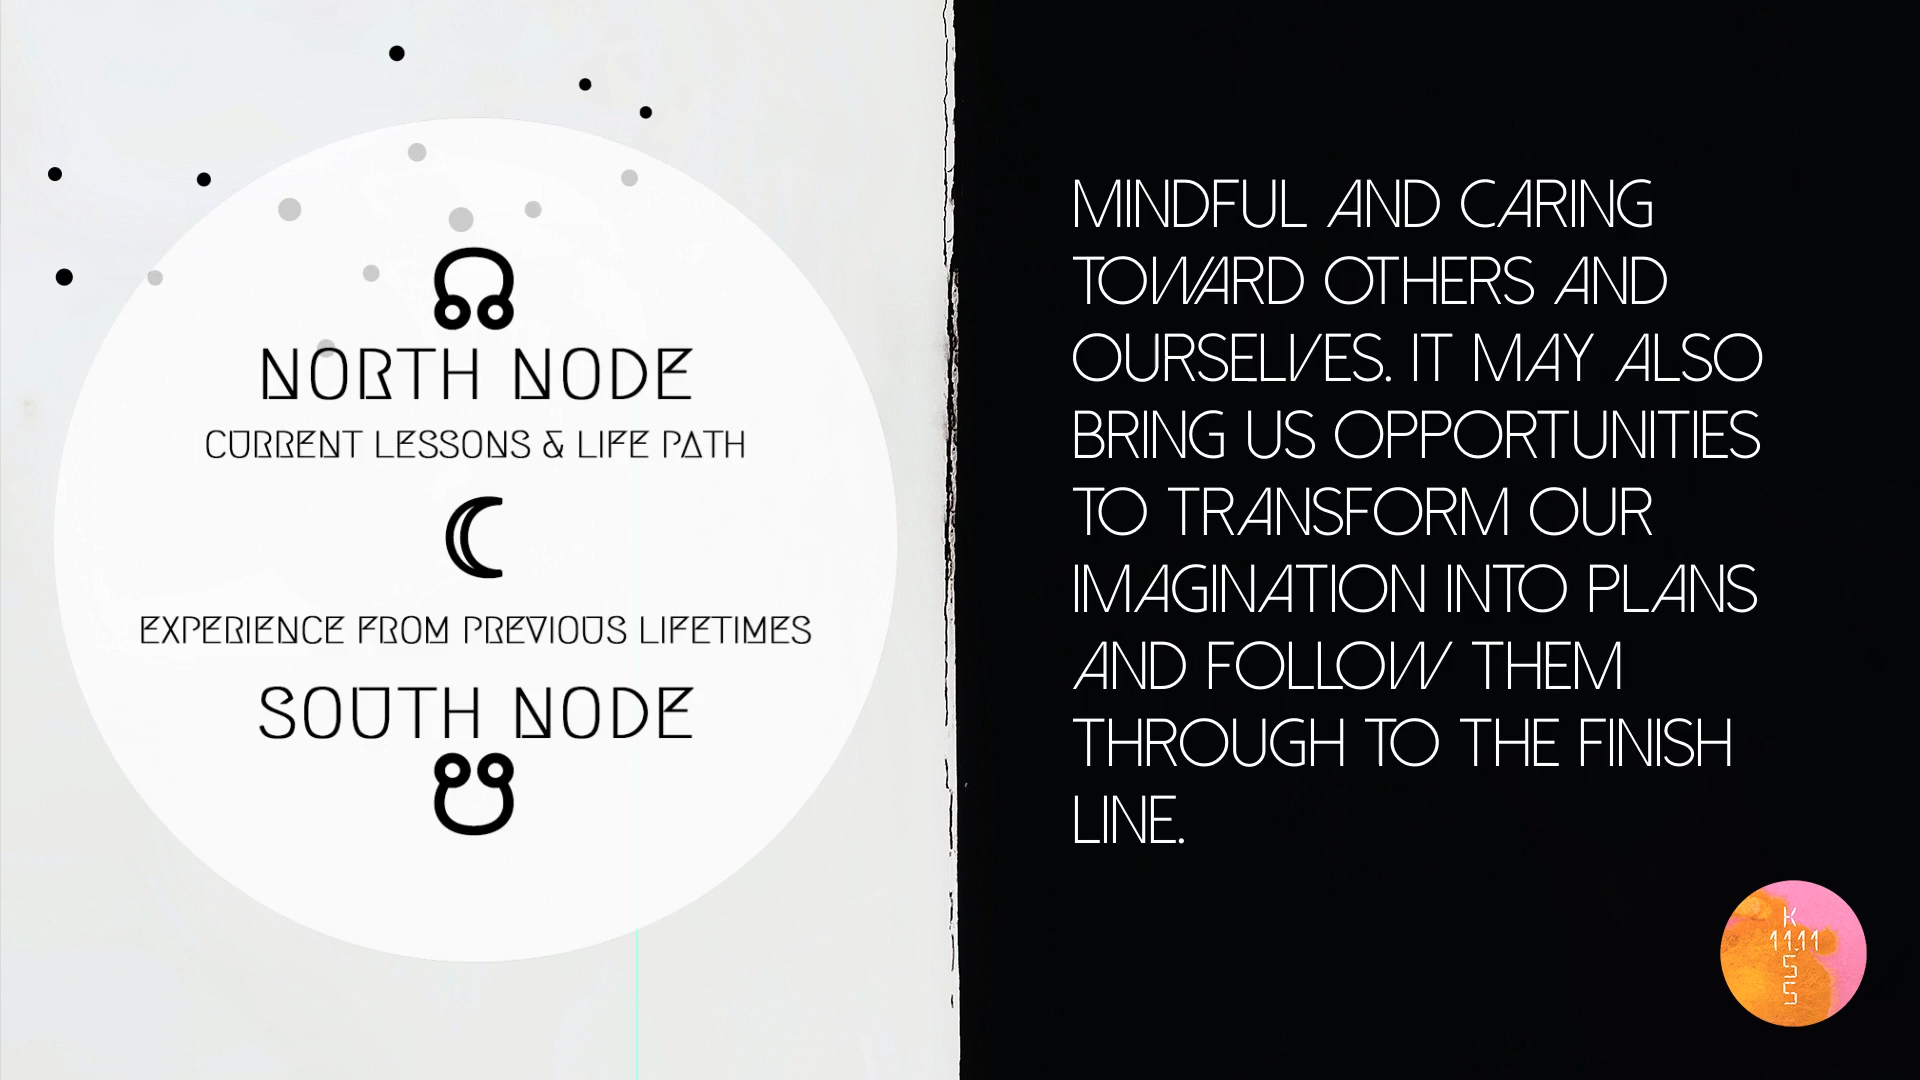 NORTH NODE
CURRENT LESSONS & LIFE PATH
EXPERIENCE FROM PREVIOUS LIFETIMES
SOUTH NODE
MINDFUL AND CARING
TOWARD OTHERS AND
OURSELVES. IT MAY ALSO
BRING US OPPORTUNITIES
TO TRANSFORM OUR
IMAGINATION INTO PLANS
AND FOLLOW THEM
THROUGH TO THE FINISH
LINE.
K
11.11
S
S